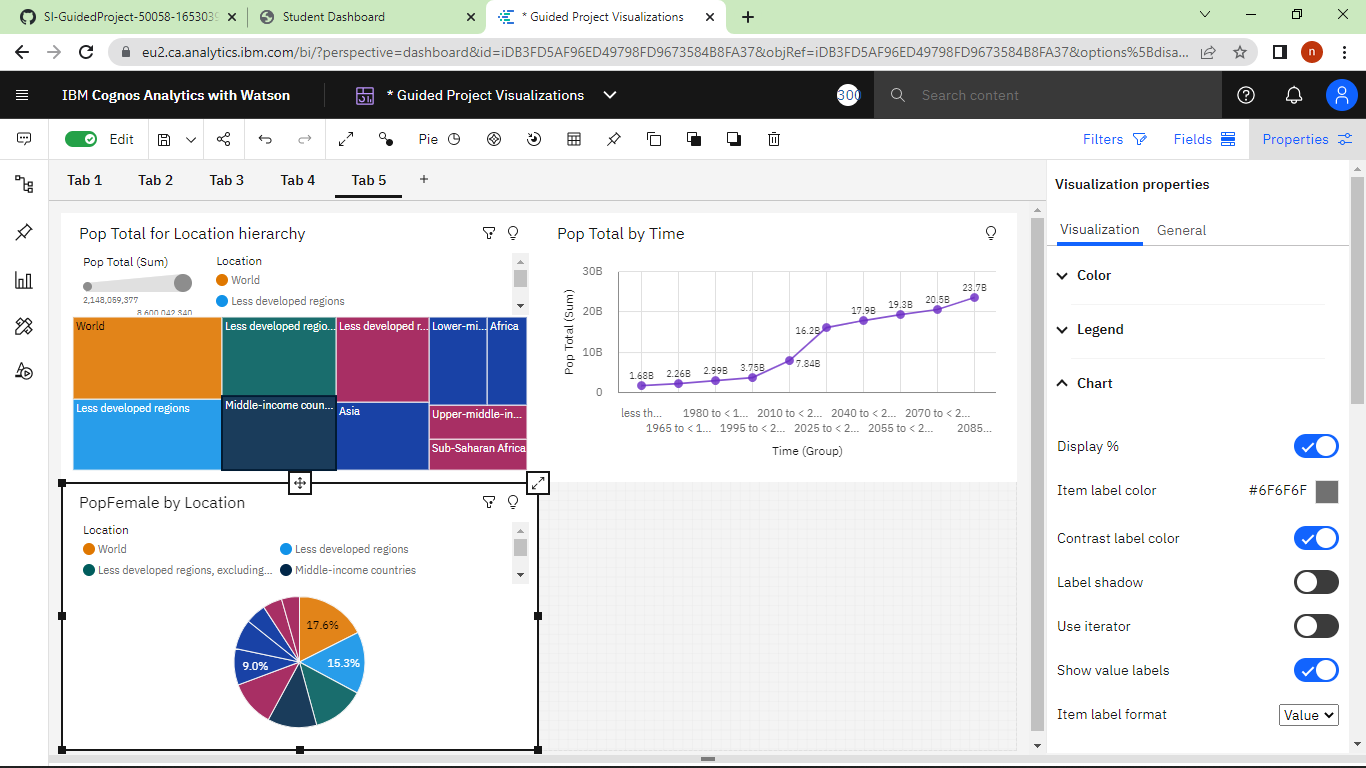 SI-GuidedProject-50058-1653039
Student Dashboard
* Guided Project Visualizations
eu2.ca.analytics.ibm.com/bi/?perspective=dashboard&id=iDB3FD5AF96ED49798FD9673584B8FA37&objRef=iDB3FD5AF96ED49798FD9673584B8FA37&options%5Bdisa...
n
IBM Cognos Analytics with Watson
* Guided Project Visualizations
300
Search content
Edit
Pie
Filters
Fields
Properties
Tab 1
Tab 2
Tab 3
Tab 4
Tab 5
Pop Total for Location hierarchy
Pop Total (Sum)
2,148,059,377
8,600,042,340
Location
World
Less developed regions
World
Less developed regio...
Less developed r...
Lower-mi...
Africa
Less developed regions
Middle-income coun...
Asia
Upper-middle-in...
Sub-Saharan Africa
Pop Total by Time
Pop Total (Sum)
30B
20B
10B
0
1.68B
2.26B
2.99B
3.75B
7.84B
16.2B
17.9B
19.3B
20.5B
23.7B
less th...
1980 to < 1...
2010 to < 2...
2040 to < 2...
2070 to < 2...
1965 to < 1...
1995 to < 2...
2025 to < 2...
2055 to < 2...
2085...
Time (Group)
PopFemale by Location
Location
World
Less developed regions
Less developed regions, excluding...
Middle-income countries
17.6%
15.3%
9.0%
Visualization properties
Visualization
General
Color
Legend
Chart
Display %
Item label color
#6F6F6F
Contrast label color
Label shadow
Use iterator
Show value labels
Item label format
Value